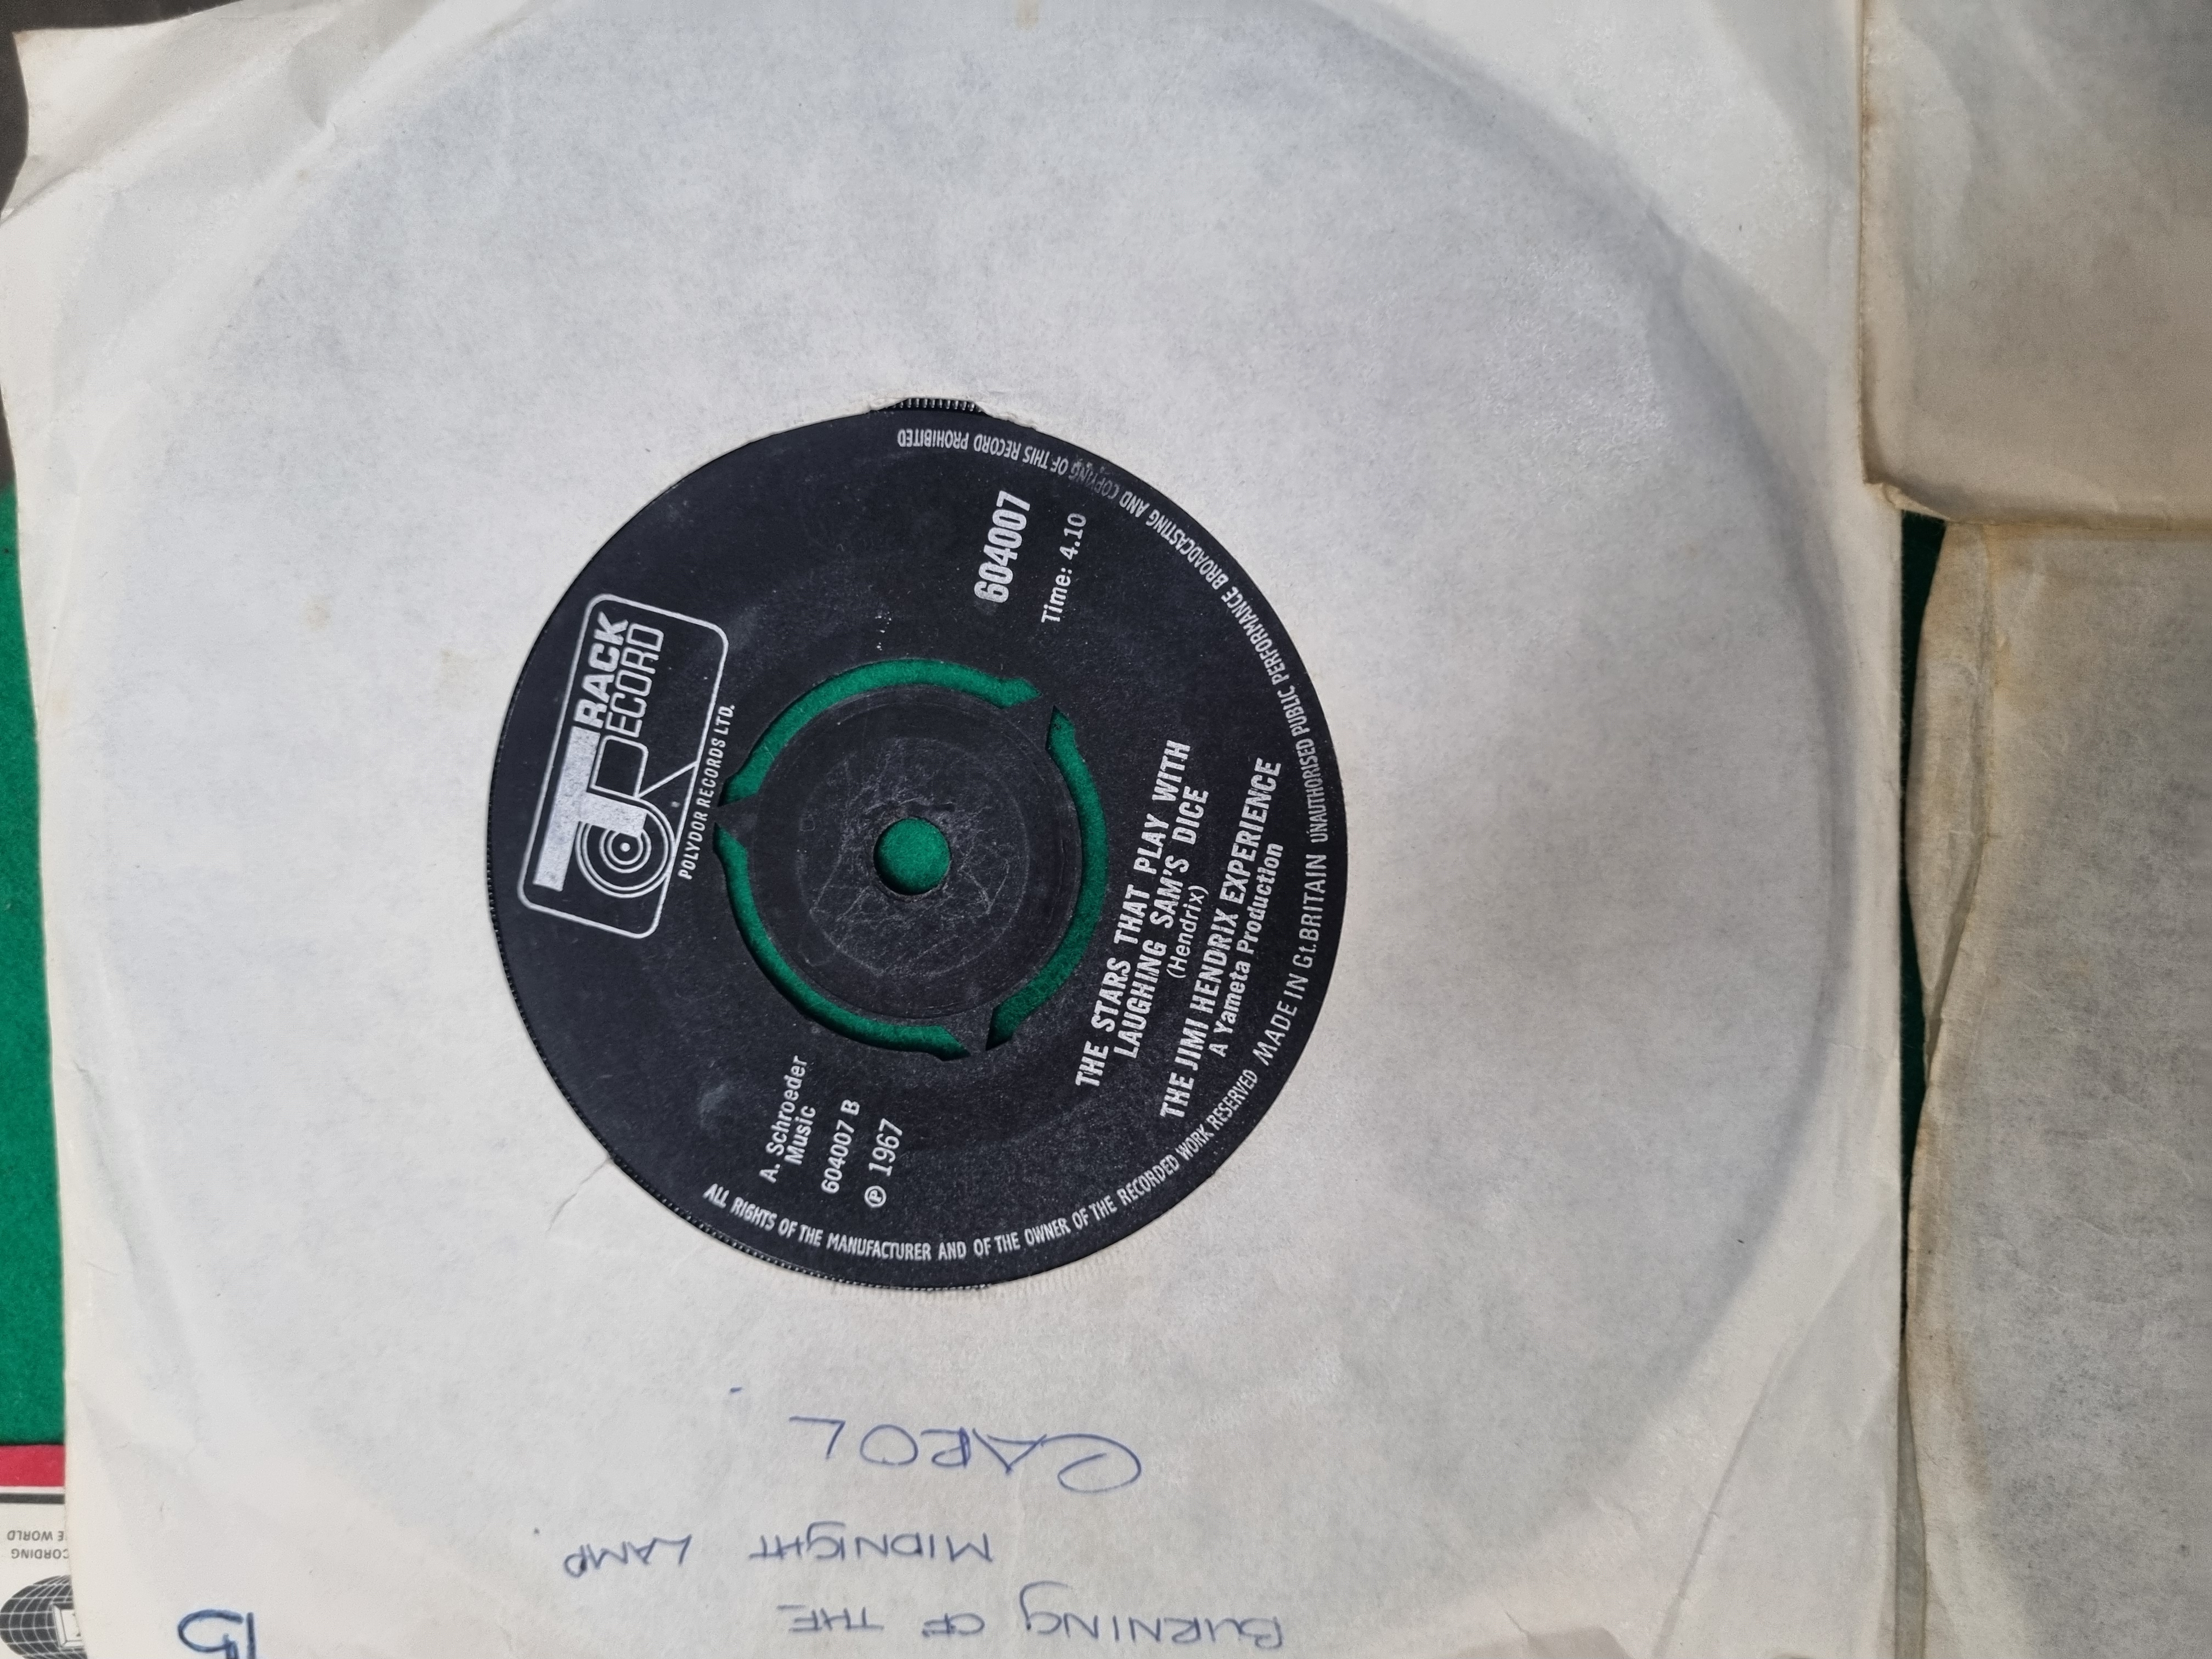 TRACK
RECORD
POLYDOR RECORDS LTD.
A. Schroeder
Music
604007 B
℗ 1967
604007
Time: 4.10
THE STARS THAT PLAY WITH
LAUGHING SAM'S DICE
(Hendrix)
THE JIMI HENDRIX EXPERIENCE
A Yameta Production
ALL RIGHTS OF THE MANUFACTURER AND OF THE OWNER OF THE RECORDED WORK RESERVED MADE IN Gt.BRITAIN UNAUTHORISED PUBLIC PERFORMANCE BROADCASTING AND COPYING OF THIS RECORD PROHIBITED
BURNING OF THE
MIDNIGHT LAMP
CAROL
15